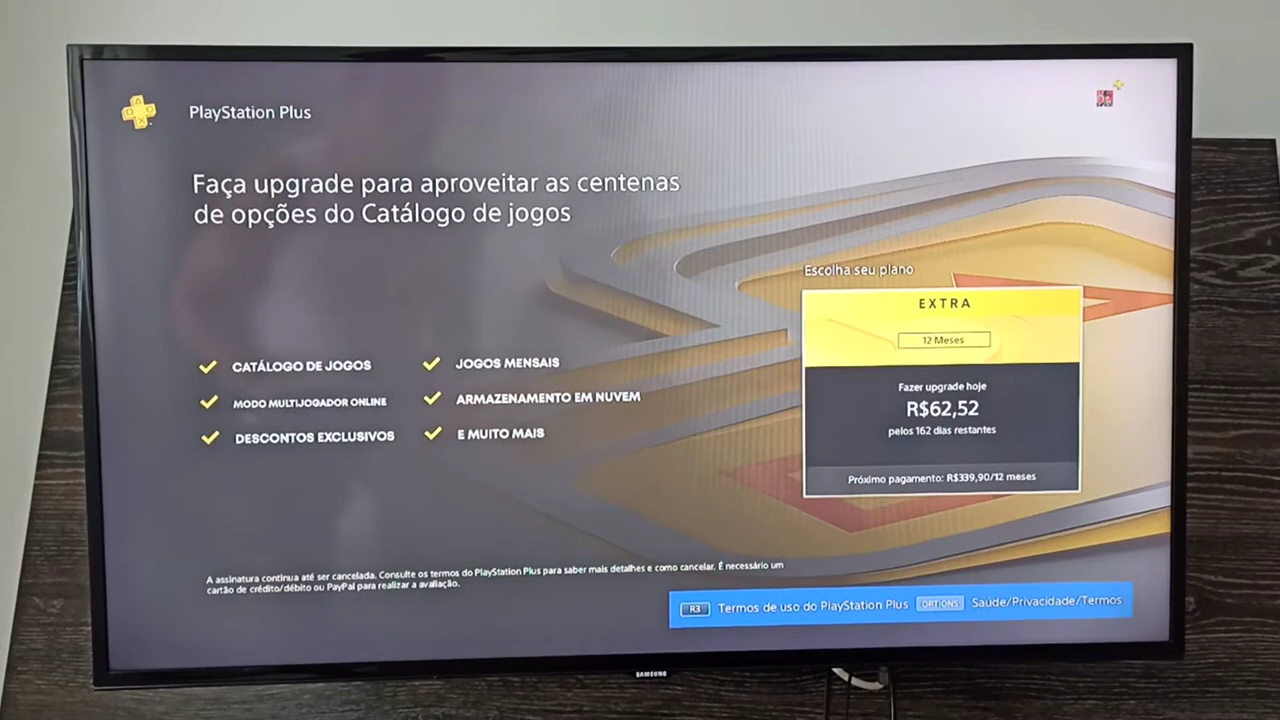 PlayStation Plus
Faça upgrade para aproveitar as centenas
de opções do Catálogo de jogos
CATÁLOGO DE JOGOS
JOGOS MENSAIS
MODO MULTIJOGADOR ONLINE
ARMAZENAMENTO EM NUVEM
DESCONTOS EXCLUSIVOS
E MUITO MAIS
Escolha seu plano
EXTRA
12 Meses
Fazer upgrade hoje
R$62,52
pelos 162 dias restantes
Próximo pagamento: R$339,90/12 meses
A assinatura continua até ser cancelada. Consulte os termos do PlayStation Plus para saber mais detalhes e como cancelar. É necessário um
cartão de crédito/débito ou PayPal para realizar a avaliação.
R3 Termos de uso do PlayStation Plus OPTIONS Saúde/Privacidade/Termos
SAMSUNG